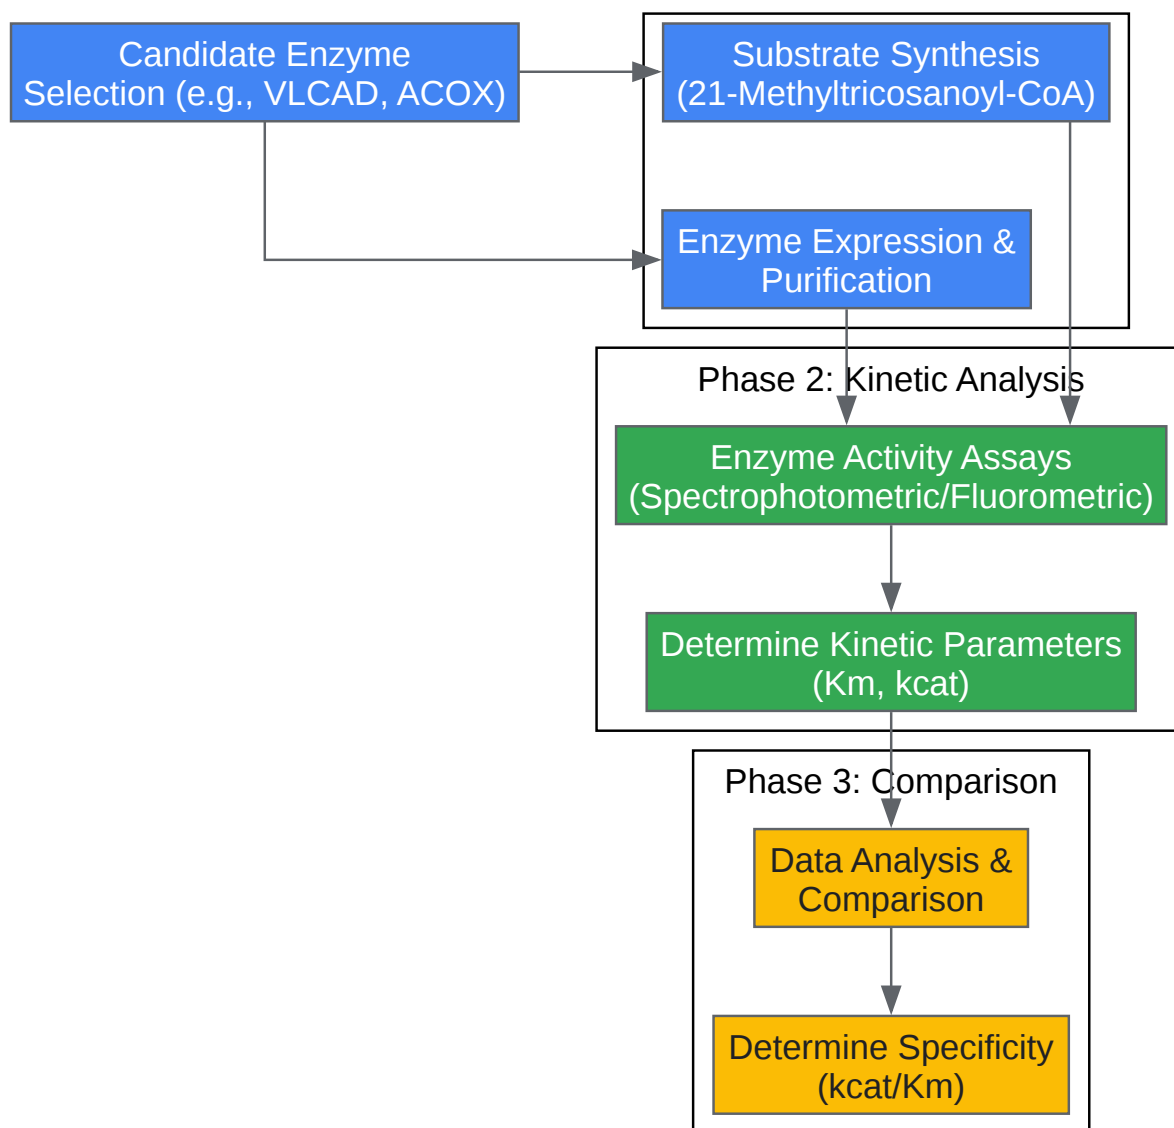 Candidate Enzyme
Selection (e.g., VLCAD, ACOX)
Substrate Synthesis
(21-Methyltricosanoyl-CoA)
Enzyme Expression &
Purification
Phase 2: Kinetic Analysis
Enzyme Activity Assays
(Spectrophotometric/Fluorometric)
Determine Kinetic Parameters
(Km, kcat)
Phase 3: Comparison
Data Analysis &
Comparison
Determine Specificity
(kcat/Km)